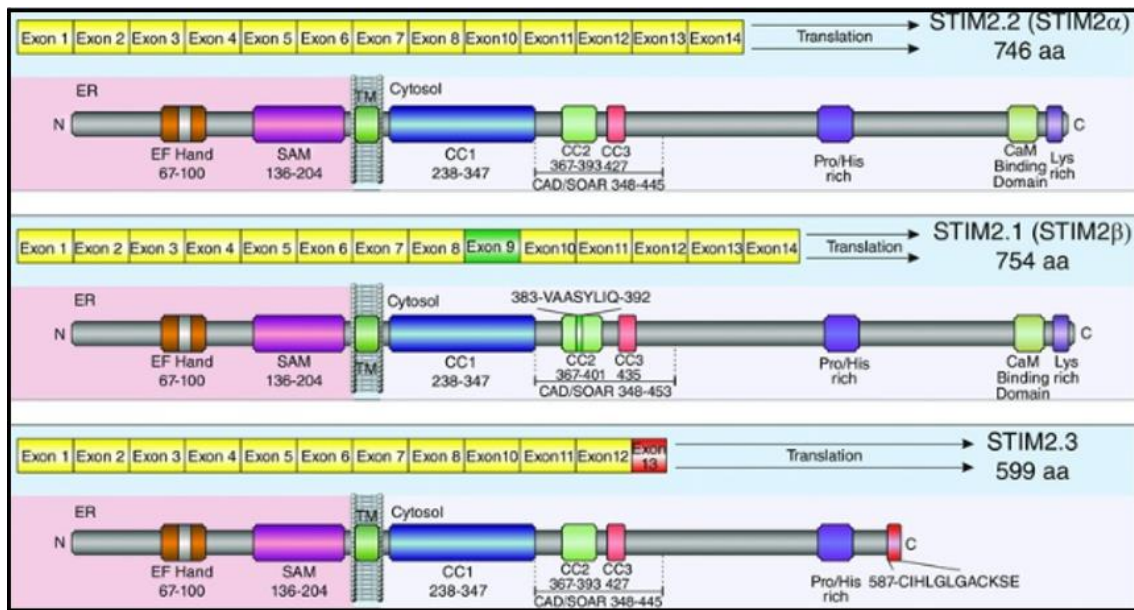 Exon 1 Exon 2 Exon 3 Exon 4 Exon 5 Exon 6 Exon 7 Exon 8 Exon10 Exon11 Exon12 Exon13 Exon14 Translation STIM2.2 (STIM2α)
746 aa
ER TM Cytosol
N C
EF Hand SAM CC1 CC2 CC3 Pro/His CaM Lys
67-100 136-204 238-347 367-393 427 rich Binding rich
CAD/SOAR 348-445 Domain
Exon 1 Exon 2 Exon 3 Exon 4 Exon 5 Exon 6 Exon 7 Exon 8 Exon 9 Exon10 Exon11 Exon12 Exon13 Exon14 Translation STIM2.1 (STIM2β)
754 aa
ER Cytosol 383-VAASYLIQ-392
N C
EF Hand SAM TM CC1 CC2 CC3 Pro/His CaM Lys
67-100 136-204 238-347 367-401 435 rich Binding rich
CAD/SOAR 348-453 Domain
Exon 1 Exon 2 Exon 3 Exon 4 Exon 5 Exon 6 Exon 7 Exon 8 Exon10 Exon11 Exon12 Exon 13 Translation STIM2.3
599 aa
ER TM Cytosol
N C
EF Hand SAM CC1 CC2 CC3 Pro/His 587-CIHLGLGACKSE
67-100 136-204 238-347 367-393 427 rich
CAD/SOAR 348-445